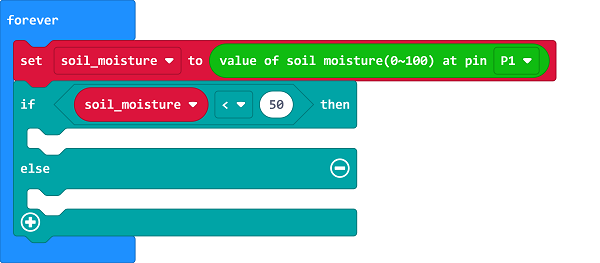 forever
set soil_moisture to value of soil moisture(0~100) at pin P1
if soil_moisture < 50 then
else